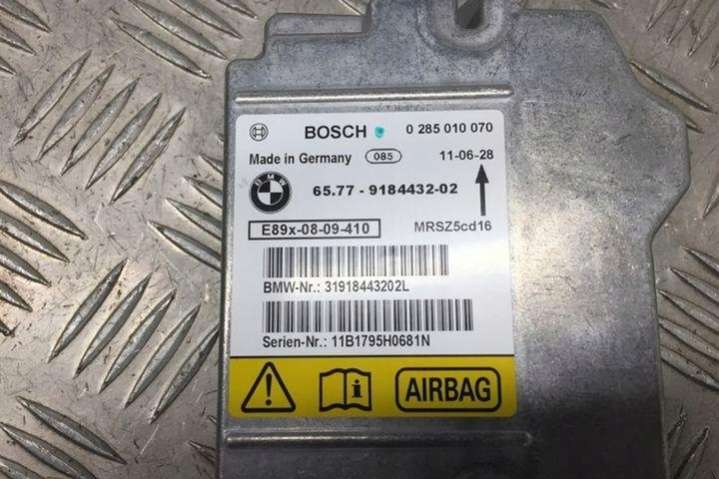 BOSCH 0 285 010 070
Made in Germany 085 11-06-28
BMW 65.77 - 9184432-02
E89x-08-09-410 MRSZ5cd16
BMW-Nr.: 31918443202L
Serien-Nr.: 11B1795H0681N
AIRBAG